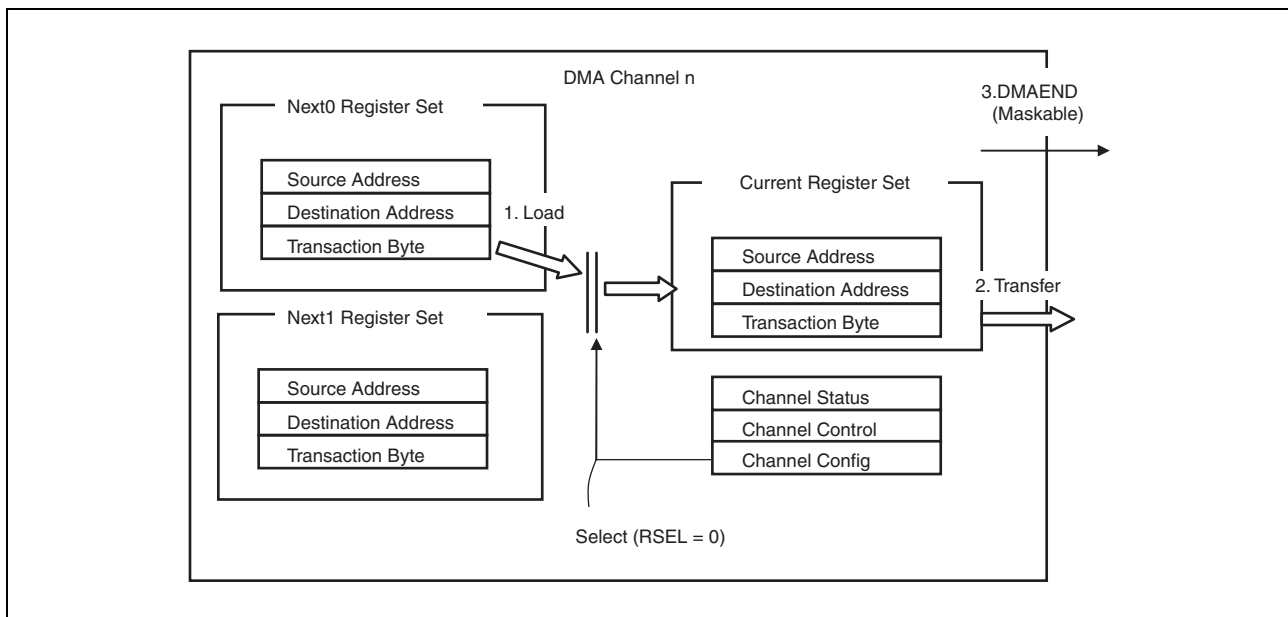 DMA Channel n
3.DMAEND
(Maskable)
Next0 Register Set
Source Address
Destination Address
Transaction Byte
1. Load
Current Register Set
Source Address
Destination Address
Transaction Byte
2. Transfer
Next1 Register Set
Source Address
Destination Address
Transaction Byte
Channel Status
Channel Control
Channel Config
Select (RSEL = 0)